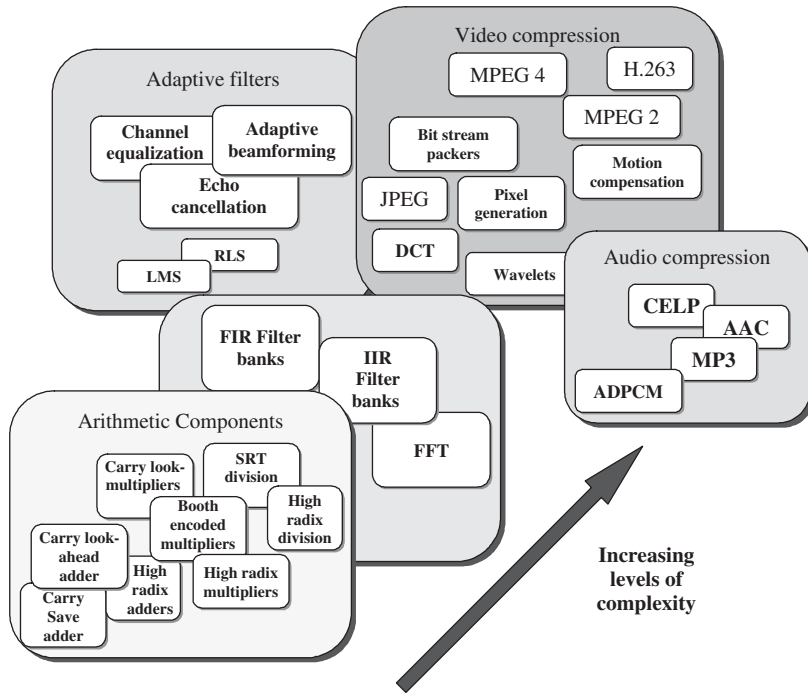 Video compression
MPEG 4
H.263
MPEG 2
Bit stream
packers
Motion
compensation
JPEG
Pixel
generation
DCT
Wavelets
Adaptive filters
Channel
equalization
Adaptive
beamforming
Echo
cancellation
RLS
LMS
Audio compression
CELP
AAC
MP3
ADPCM
FIR Filter
banks
IIR
Filter
banks
FFT
Arithmetic Components
Carry look-
multipliers
SRT
division
Booth
encoded
multipliers
High
radix
division
Carry look-
ahead
adder
High
radix
adders
High radix
multipliers
Carry
Save
adder
Increasing
levels of
complexity